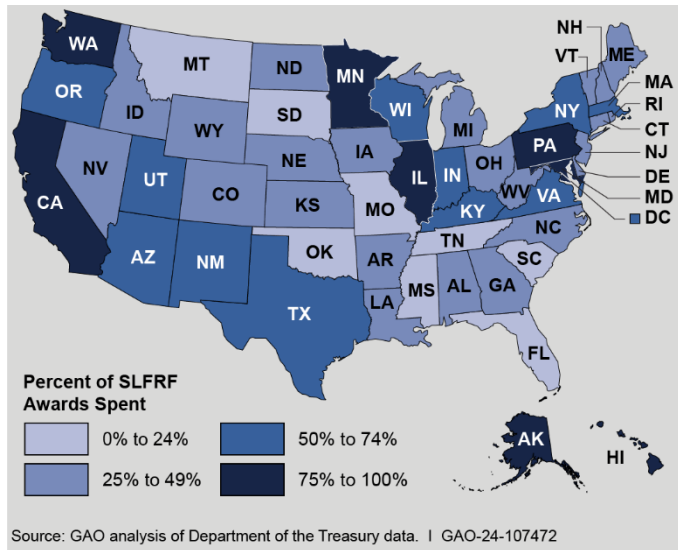 WA
MT
ND
MN
NH
VT
ME
OR
ID
SD
WI
MI
NY
MA
RI
CT
WY
IA
NE
PA
NJ
NV
UT
CO
IL
IN
OH
DE
WV
MD
VA
DC
CA
KS
MO
KY
NC
AZ
NM
OK
TN
AR
SC
MS
AL
GA
TX
LA
FL
Percent of SLFRF
Awards Spent
0% to 24%
50% to 74%
25% to 49%
75% to 100%
AK
HI
Source: GAO analysis of Department of the Treasury data. I GAO-24-107472